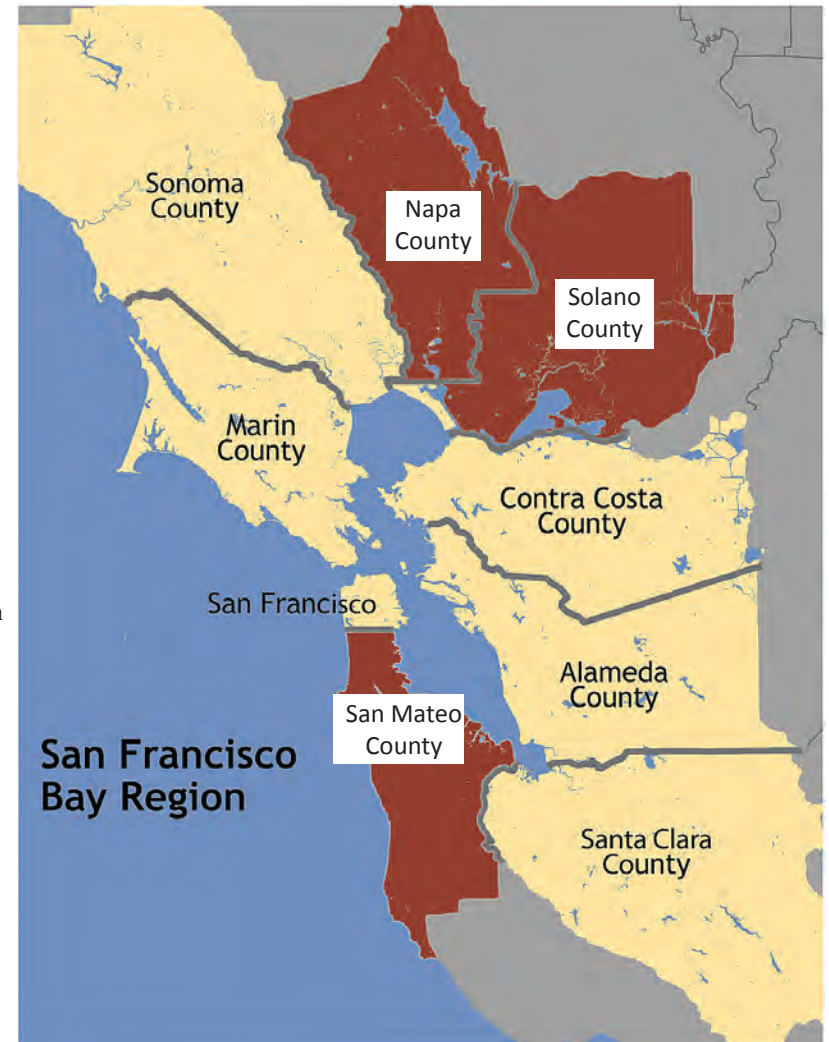 Sonoma
County
Napa
County
Solano
County
Marin
County
Contra Costa
County
San Francisco
Alameda
County
San Mateo
County
San Francisco
Bay Region
Santa Clara
County